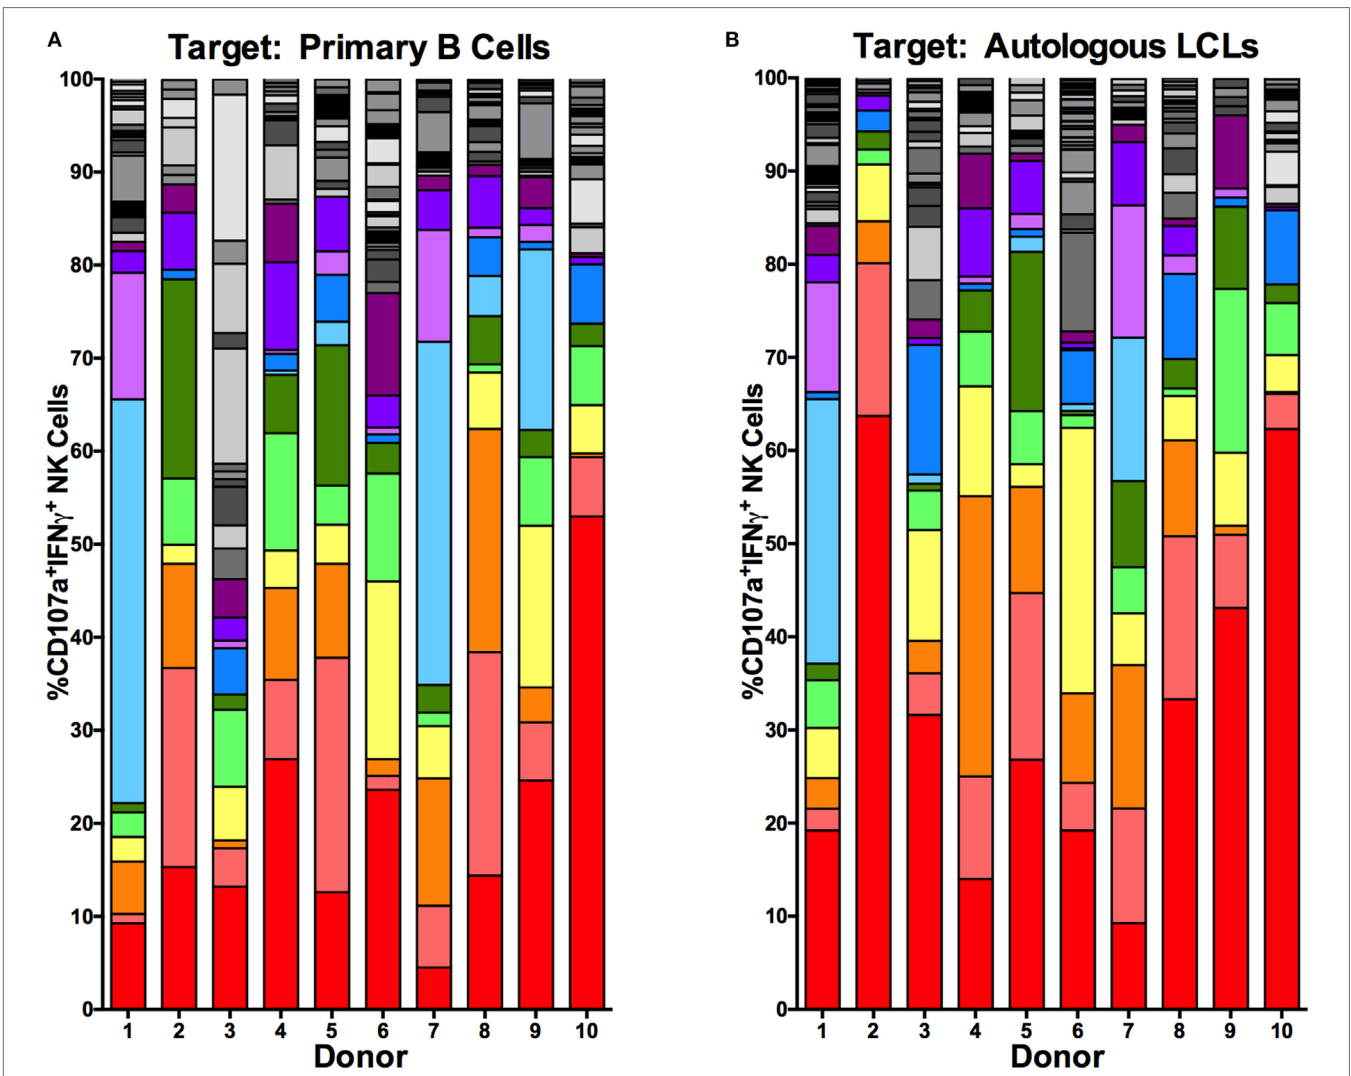 A
Target: Primary B Cells
%CD107a⁺IFNγ⁺ NK Cells
100
90
80
70
60
50
40
30
20
10
0
1 2 3 4 5 6 7 8 9 10
Donor
B
Target: Autologous LCLs
%CD107a⁺IFNγ⁺ NK Cells
100
90
80
70
60
50
40
30
20
10
0
1 2 3 4 5 6 7 8 9 10
Donor